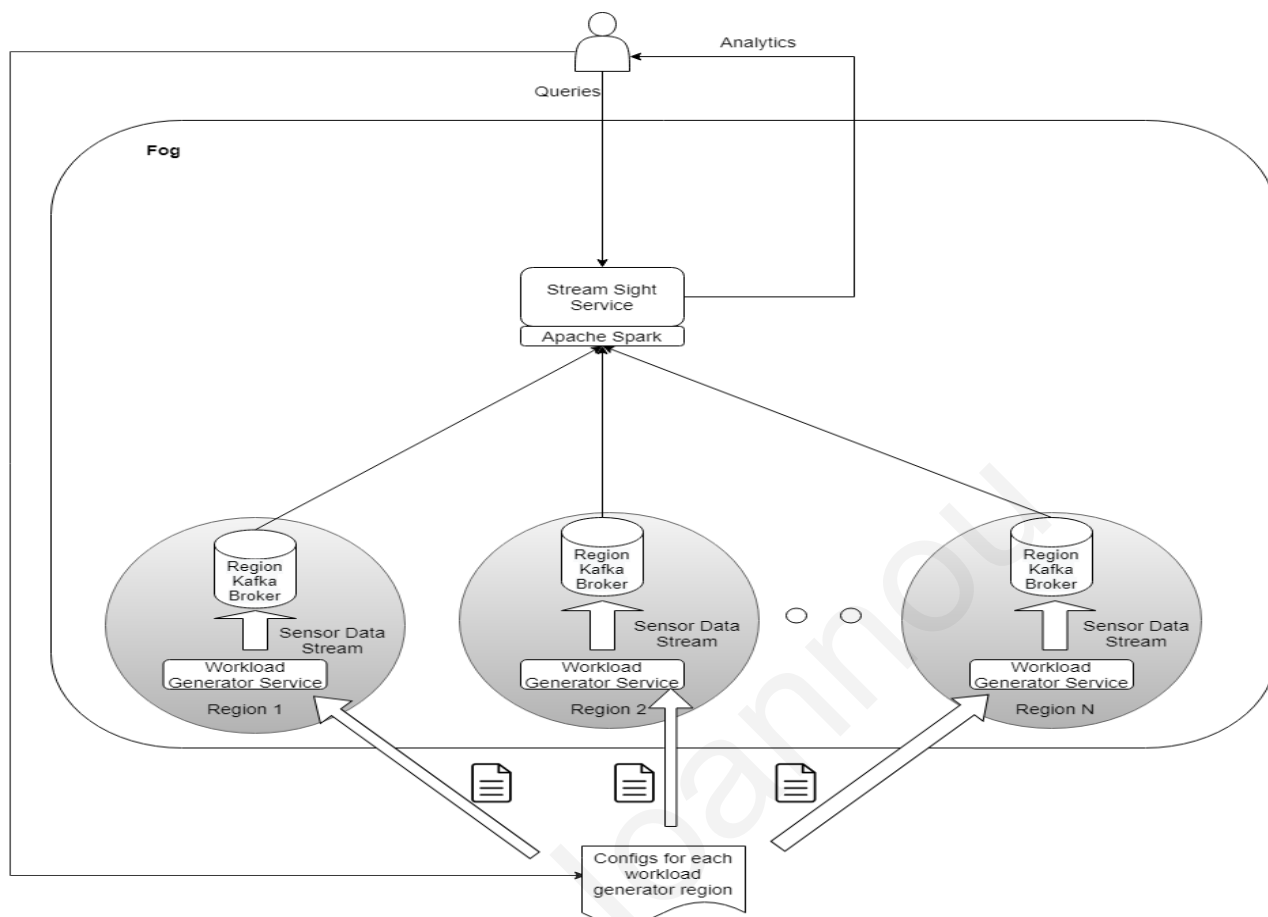 Analytics
Queries
Fog
Stream Sight
Service
Apache Spark
Region
Kafka
Broker
Sensor Data
Stream
Workload
Generator Service
Region 1
Region
Kafka
Broker
Sensor Data
Stream
Workload
Generator Service
Region 2
Region
Kafka
Broker
Sensor Data
Stream
Workload
Generator Service
Region N
Configs for each
workload
generator region
Ioannou